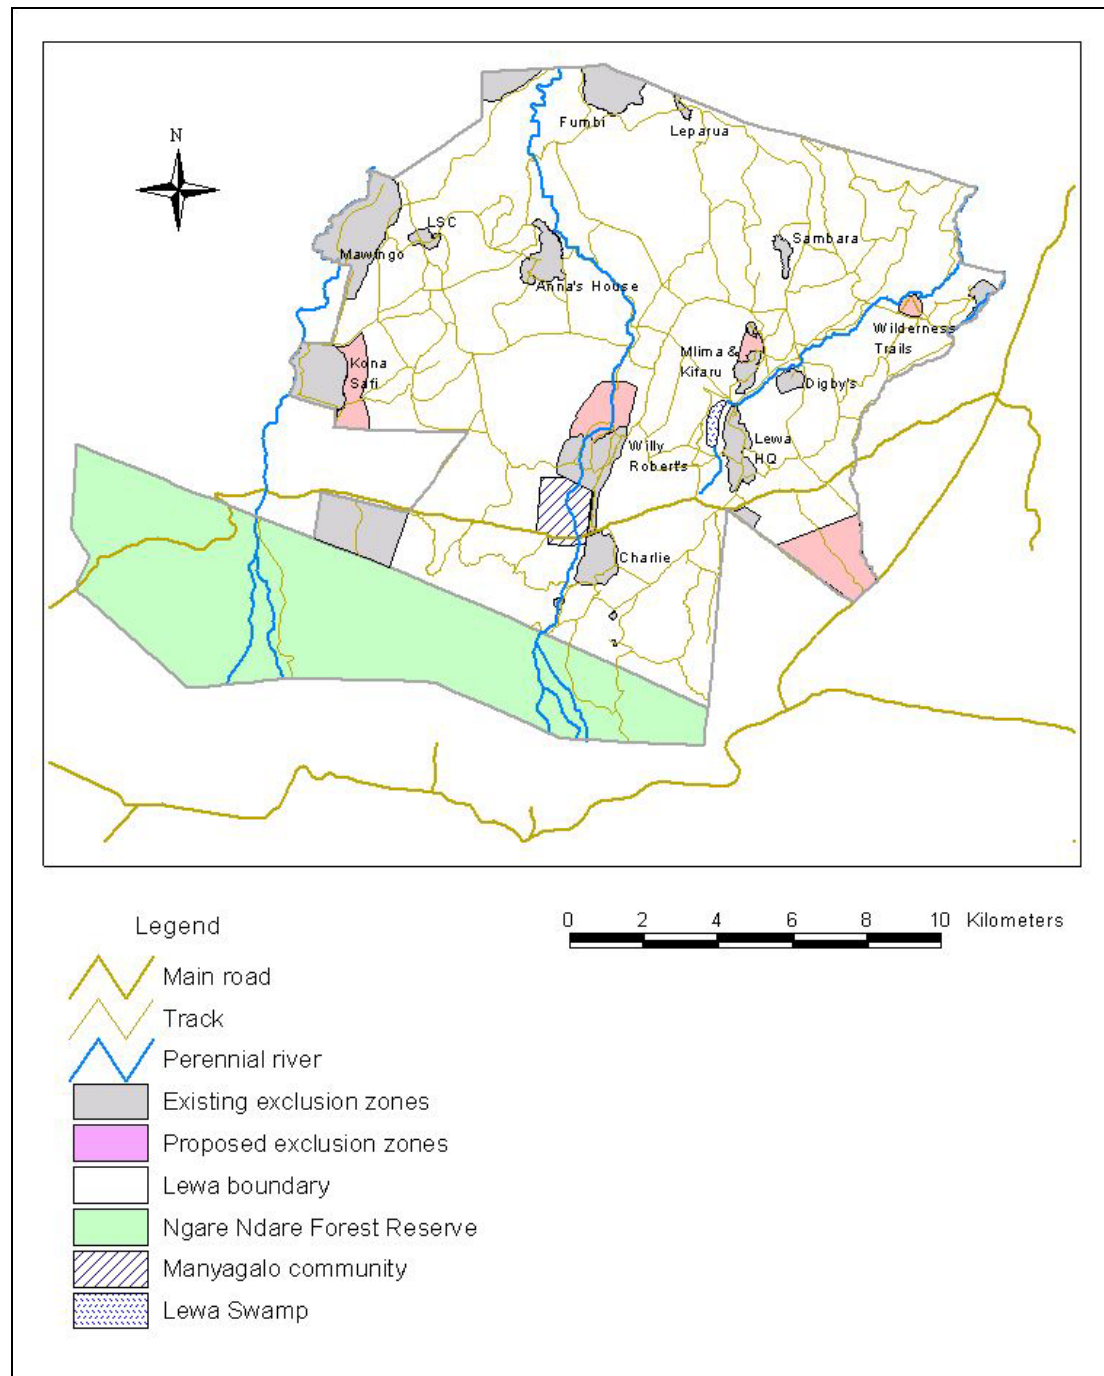 N
Fumbi
Leparua
LSC
Sambara
Mawingo
Anna's House
Wilderness
Trails
Mlima &
Kifaru
Kona
Safi
Digby's
Willy
Robert's
Lewa
HQ
Charlie
Legend
0 2 4 6 8 10 Kilometers
Main road
Track
Perennial river
Existing exclusion zones
Proposed exclusion zones
Lewa boundary
Ngare Ndare Forest Reserve
Manyagalo community
Lewa Swamp